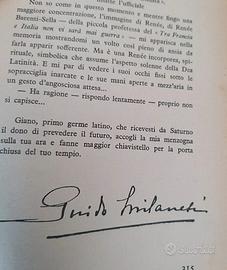 l'ufficiale
Non so come in questo momento e mentre fingo una
maggiore concentrazione, l'immagine di Renée, di Renée
Barenti-Sella — della piccola profetessa del « Tra Francia
e Italia non vi sarà mai guerra » — mi apparisca nella
memoria mostrandomi un volto così pieno di ansia da
farla apparir sofferente. Ma è una Renée interiore, spi-
rituale, simbolica che assume l'aspetto solenne della Dea
Latinità. E mi par di vedere i suoi occhi fissi sotto le
sopracciglia inarcate e le sue mani aperte a mezz'aria in
un gesto d'angosciosa attesa...
— Ha ragione — rispondo lentamente — proprio non
si capisce...
Giano, primo germe latino, che ricevesti da Saturno
il dono di prevedere il futuro, accogli la mia menzogna
sulla tua ara e fanne maggior chiavistello per la porta
chiusa del tuo tempio.
Guido Milanesi
215
subito